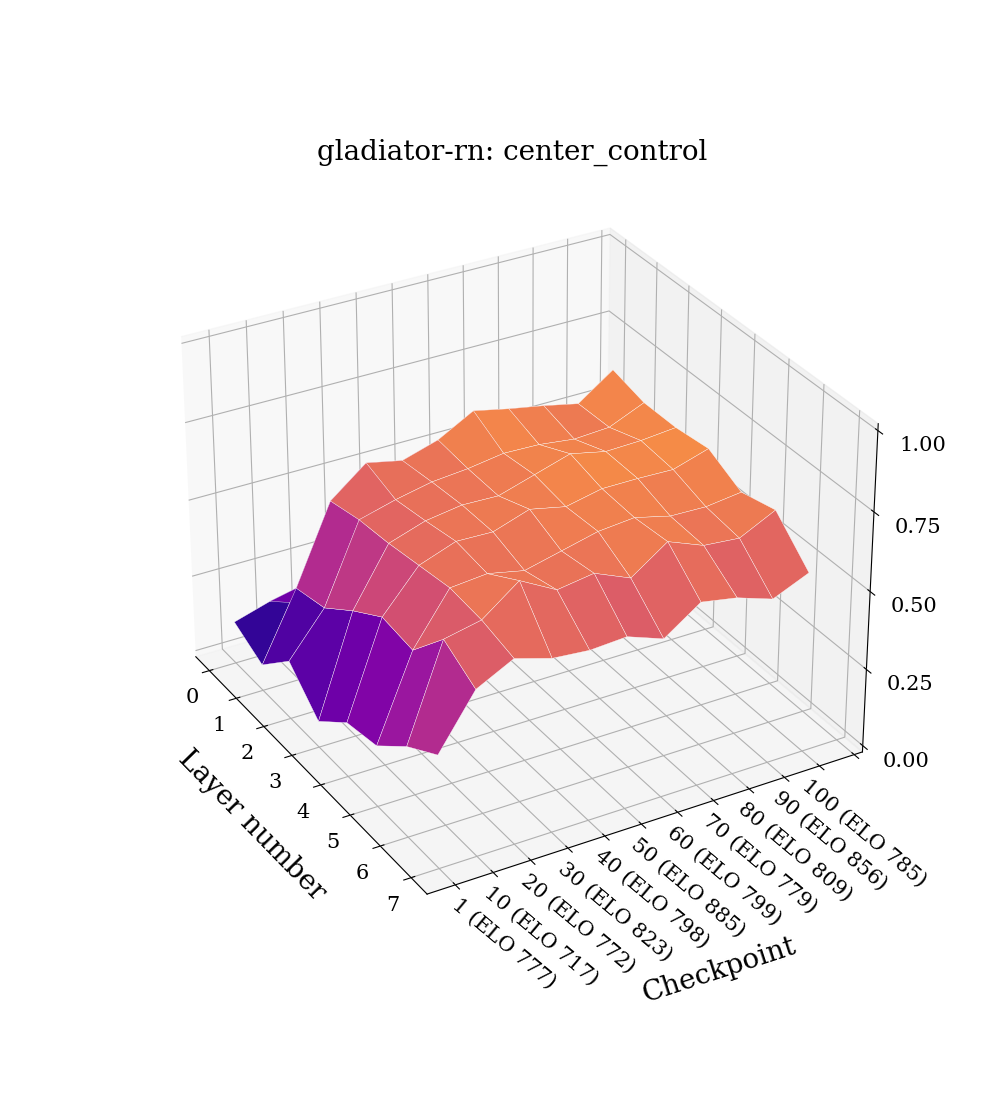 gladiator-rn: center_control
1.00
0.75
0.50
0.25
0.00
0
1
2
3
4
5
6
7
Layer number
1 (ELO 777)
10 (ELO 717)
20 (ELO 772)
30 (ELO 823)
40 (ELO 798)
50 (ELO 885)
60 (ELO 799)
70 (ELO 779)
80 (ELO 809)
90 (ELO 856)
100 (ELO 785)
Checkpoint